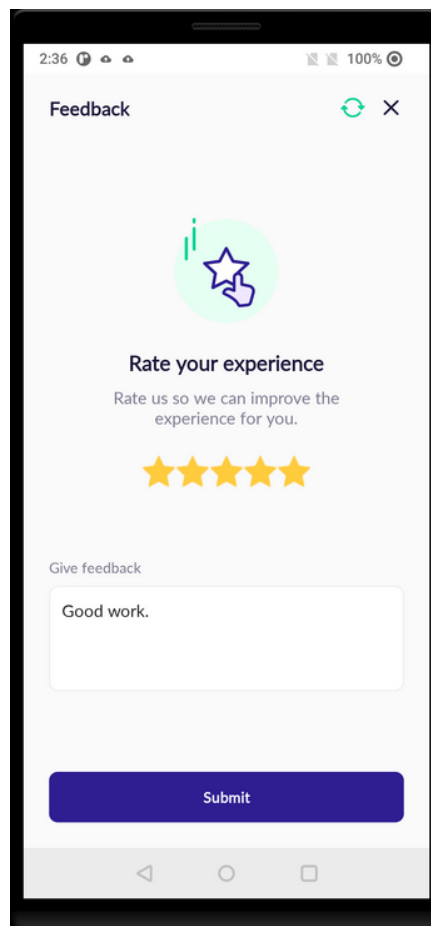 2:36 100%
Feedback
Rate your experience
Rate us so we can improve the
experience for you.
Give feedback
Good work.
Submit